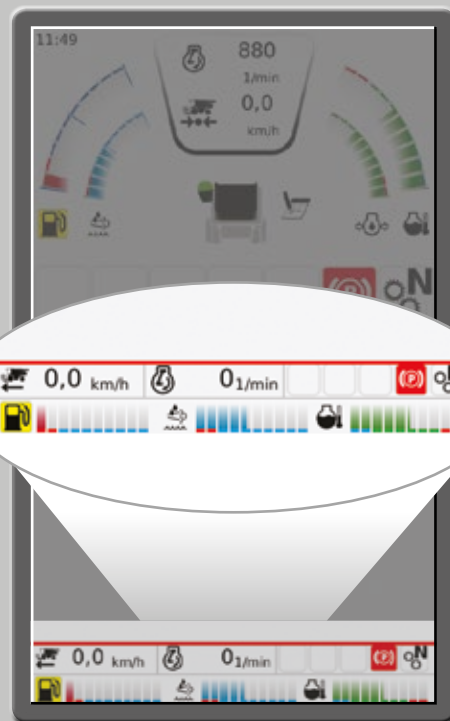 11:49
880
1/min
0,0
km/h
(P) N
0,0 km/h 0 1/min (P)
0,0 km/h 0 1/min (P) N